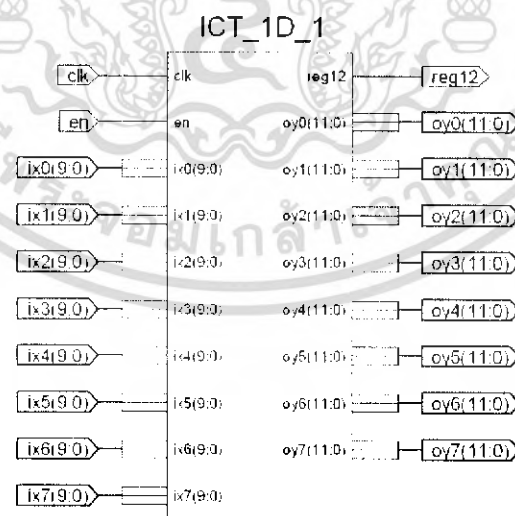 ICT_1D_1
clk clk reg12 reg12
en en oy0(11:0) oy0(11:0)
ix0(9:0) ix0(9:0) oy1(11:0) oy1(11:0)
ix1(9:0) ix1(9:0) oy2(11:0) oy2(11:0)
ix2(9:0) ix2(9:0) oy3(11:0) oy3(11:0)
ix3(9:0) ix3(9:0) oy4(11:0) oy4(11:0)
ix4(9:0) ix4(9:0) oy5(11:0) oy5(11:0)
ix5(9:0) ix5(9:0) oy6(11:0) oy6(11:0)
ix6(9:0) ix6(9:0) oy7(11:0) oy7(11:0)
ix7(9:0) ix7(9:0)